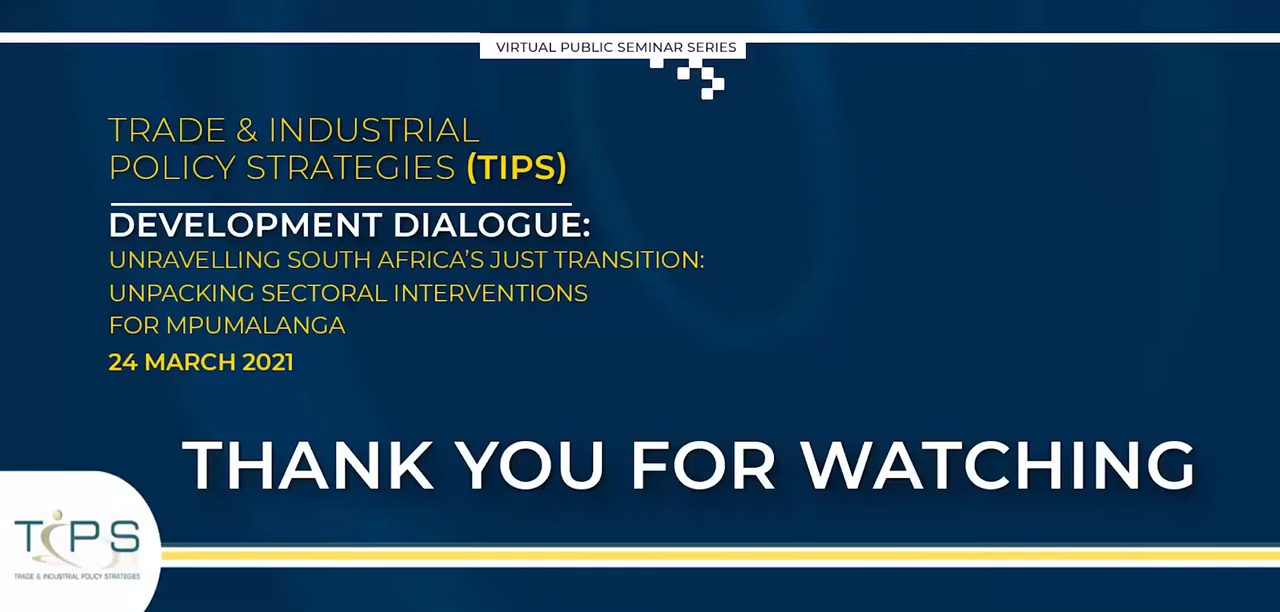 VIRTUAL PUBLIC SEMINAR SERIES
TRADE & INDUSTRIAL
POLICY STRATEGIES (TIPS)
DEVELOPMENT DIALOGUE:
UNRAVELLING SOUTH AFRICA'S JUST TRANSITION:
UNPACKING SECTORAL INTERVENTIONS
FOR MPUMALANGA
24 MARCH 2021
THANK YOU FOR WATCHING
TIPS
TRADE & INDUSTRIAL POLICY STRATEGIES